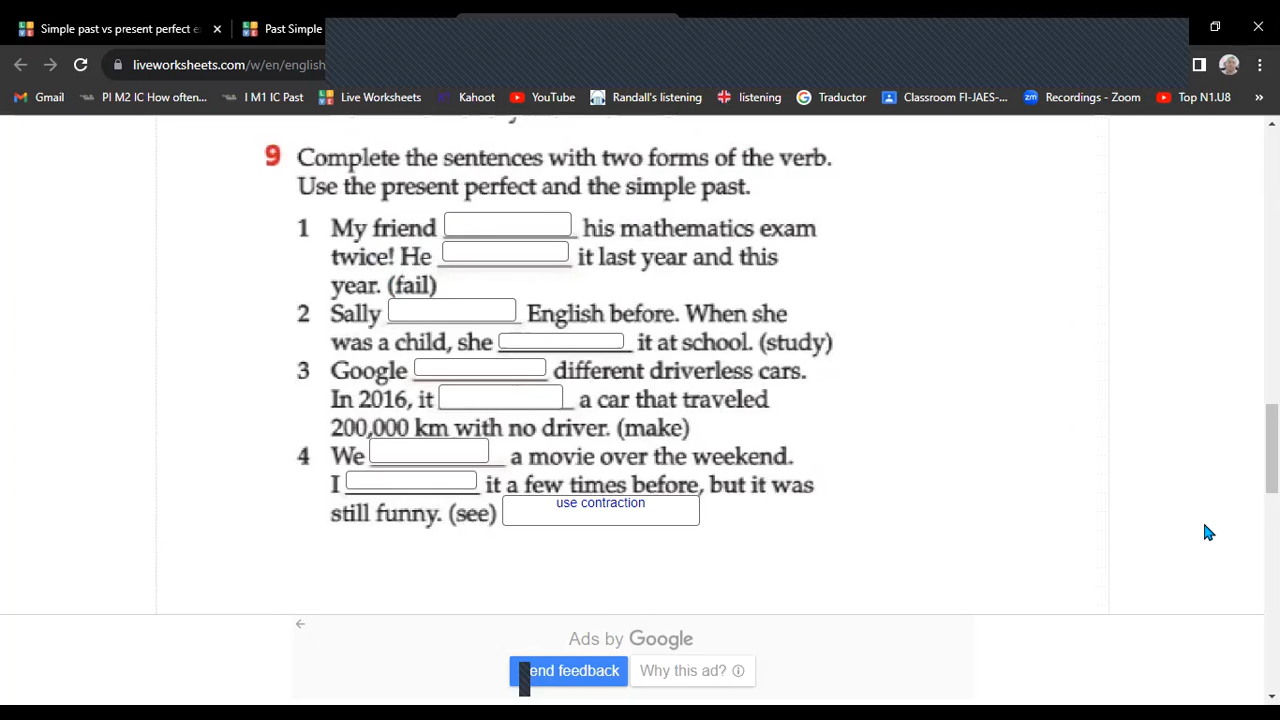 Simple past vs present perfect e
Past Simple
liveworksheets.com/w/en/english
Gmail
PI M2 IC How often...
I M1 IC Past
Live Worksheets
Kahoot
YouTube
Randall's listening
listening
Traductor
Classroom FI-JAES-...
Recordings - Zoom
Top N1.U8
»
9 Complete the sentences with two forms of the verb.
Use the present perfect and the simple past.
1 My friend his mathematics exam
twice! He it last year and this
year. (fail)
2 Sally English before. When she
was a child, she it at school. (study)
3 Google different driverless cars.
In 2016, it a car that traveled
200,000 km with no driver. (make)
4 We a movie over the weekend.
I it a few times before, but it was
still funny. (see) use contraction
Ads by Google
end feedback Why this ad?